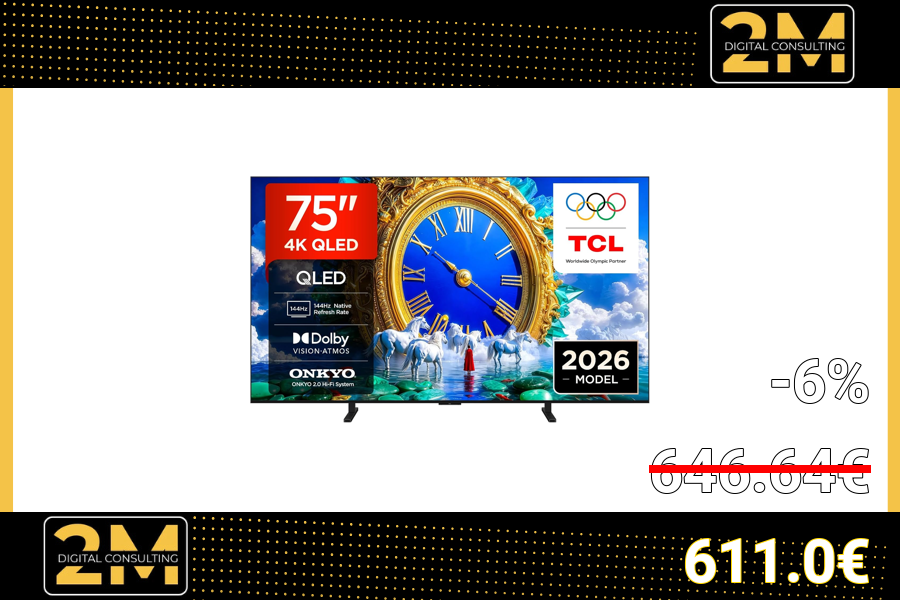 2M
DIGITAL CONSULTING
75"
4K QLED
QLED
144Hz
144Hz Native
Refresh Rate
Dolby
VISION·ATMOS
ONKYO
ONKYO 2.0 Hi-Fi System
XII
TCL
Worldwide Olympic Partner
2026
MODEL
-6%
646.64€
2M
DIGITAL CONSULTING
611.0€